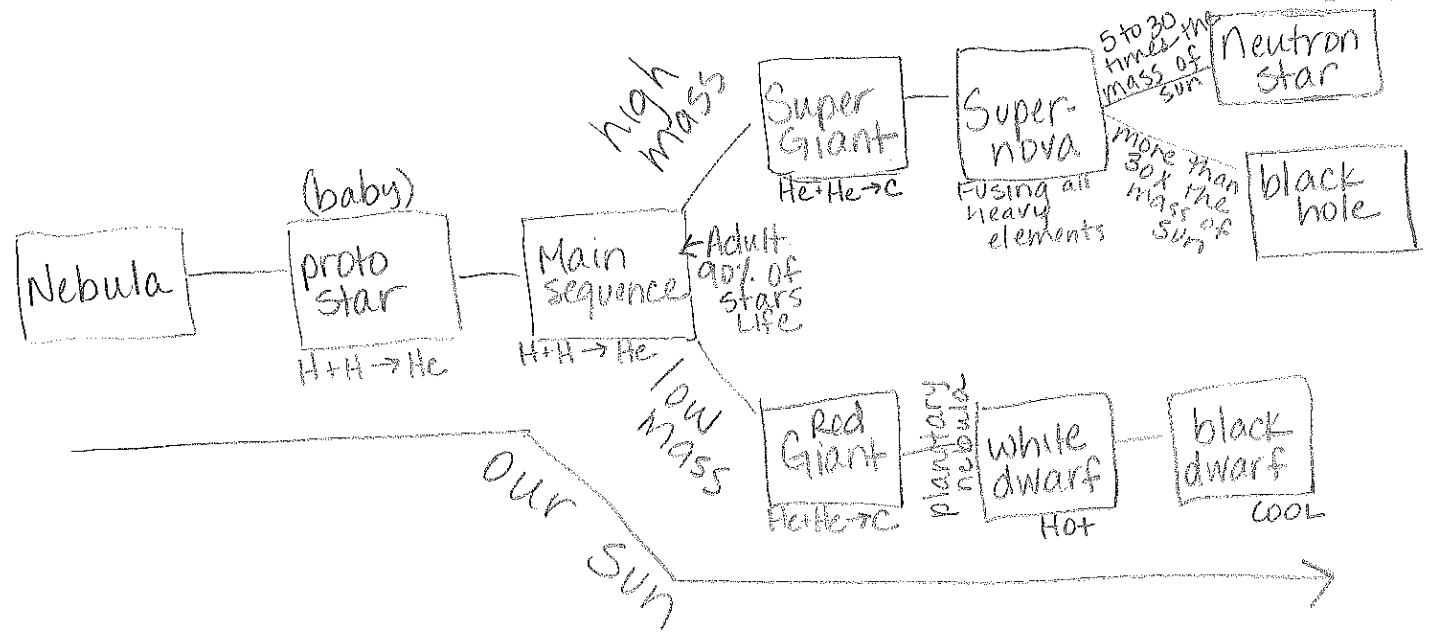 Nebula
(baby)
proto
star
H+H→He
Main
sequence
H+H→He
←Adult
90% of
stars
Life
high
mass
Super
Giant
He+He→C
Super-
nova
Fusing all
heavy
elements
5 to 30
times the
mass of
sun
Neutron
star
more than
30x the
mass of
sun
black
hole
low
Mass
Red
Giant
He+He→C
planitary
nebula
white
dwarf
Hot
black
dwarf
COOL
our
Sun